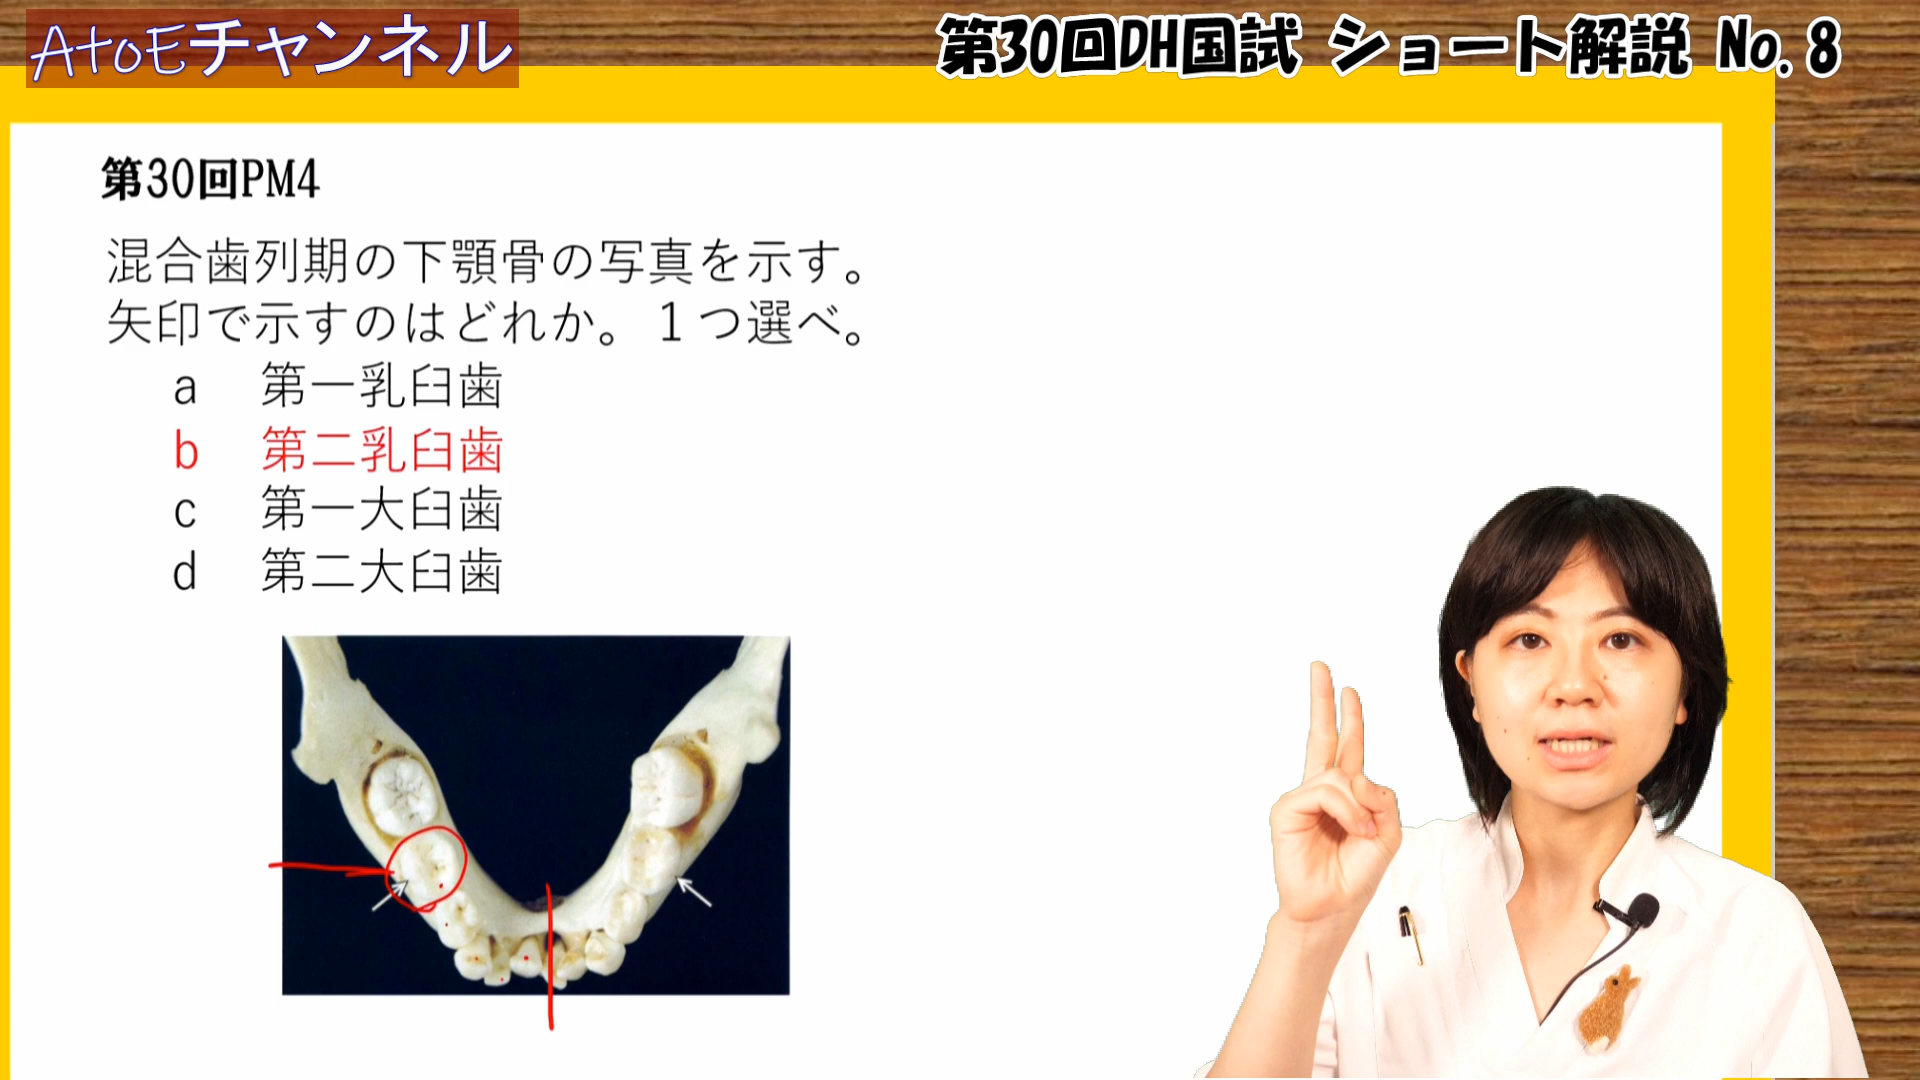 AtoEチャンネル
第30回DH国試 ショート解説 No.8
第30回PM4
混合歯列期の下顎骨の写真を示す。
矢印で示すのはどれか。１つ選べ。
a 第一乳臼歯
b 第二乳臼歯
c 第一大臼歯
d 第二大臼歯